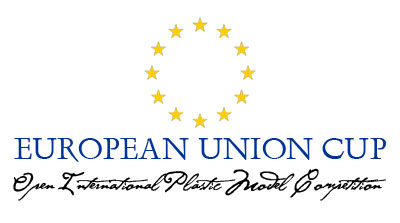 EUROPEAN UNION CUP
Open International Plastic Model Competition